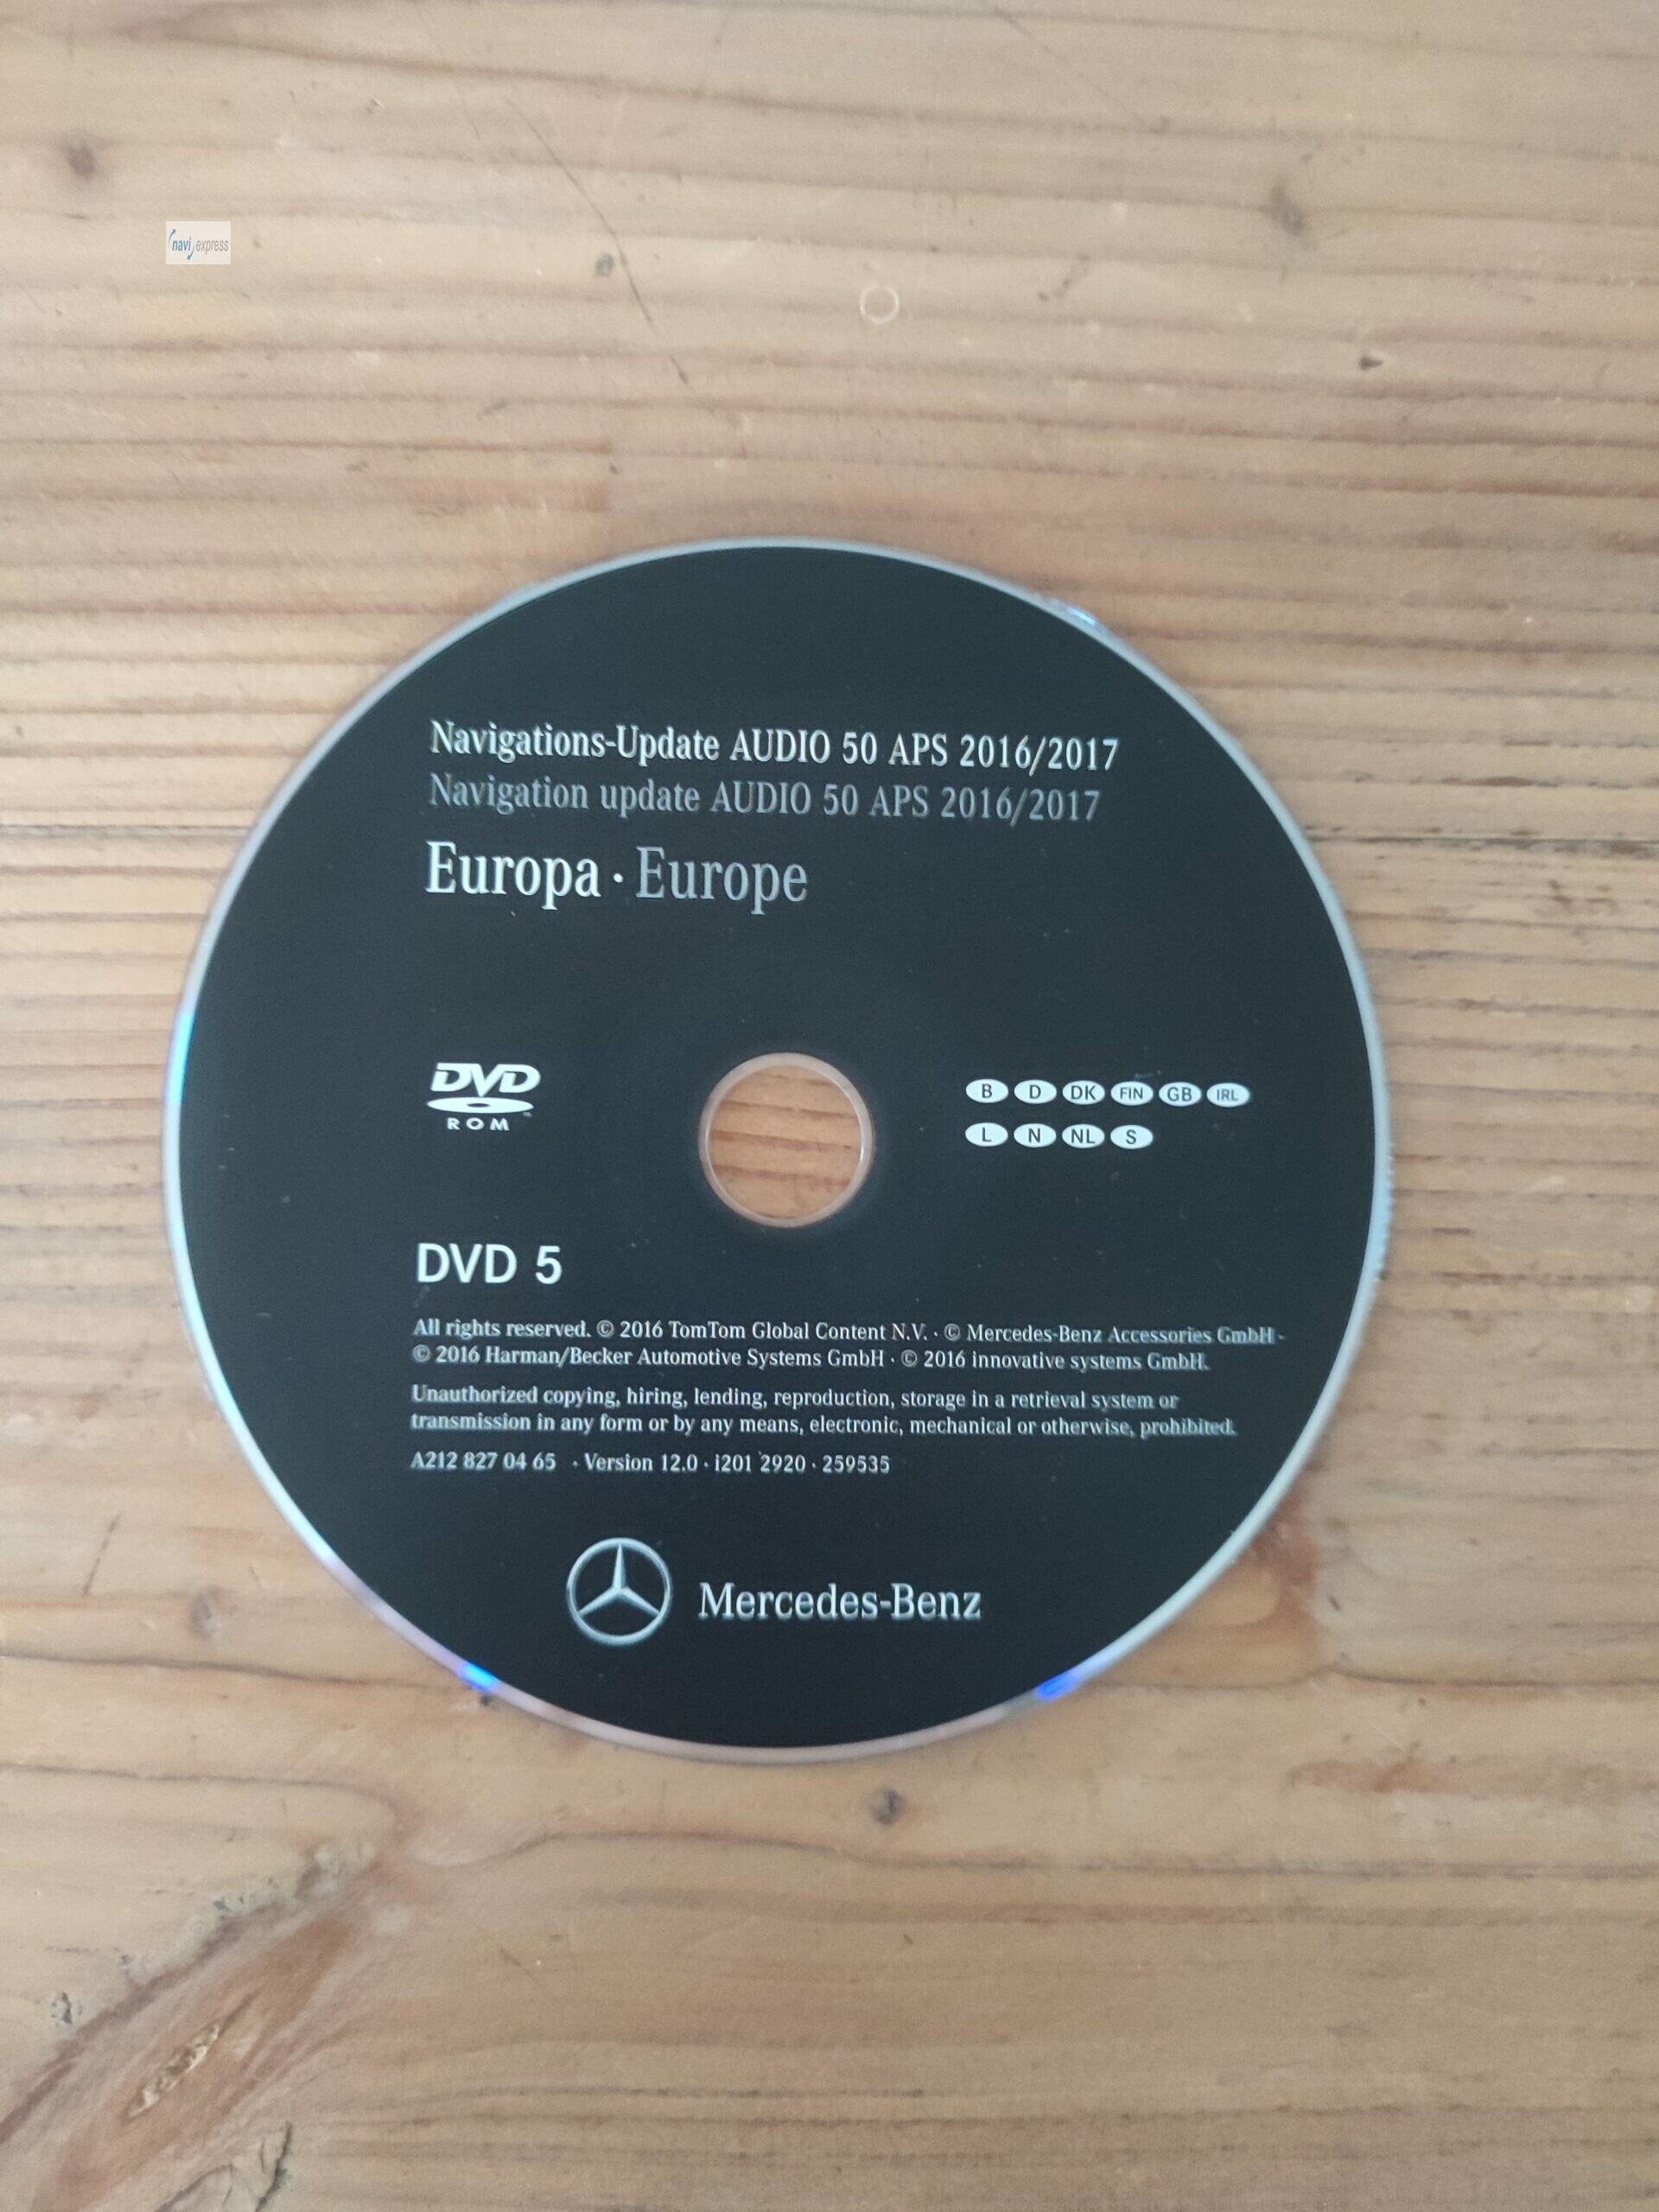 navi express
Navigations-Update AUDIO 50 APS 2016/2017
Navigation update AUDIO 50 APS 2016/2017
Europa · Europe
DVD
ROM
B D DK FIN GB IRL
L N NL S
DVD 5
All rights reserved. © 2016 TomTom Global Content N.V. · © Mercedes-Benz Accessories GmbH ·
© 2016 Harman/Becker Automotive Systems GmbH · © 2016 innovative systems GmbH.
Unauthorized copying, hiring, lending, reproduction, storage in a retrieval system or
transmission in any form or by any means, electronic, mechanical or otherwise, prohibited.
A212 827 04 65 · Version 12.0 · i201 2920 · 259535
Mercedes-Benz